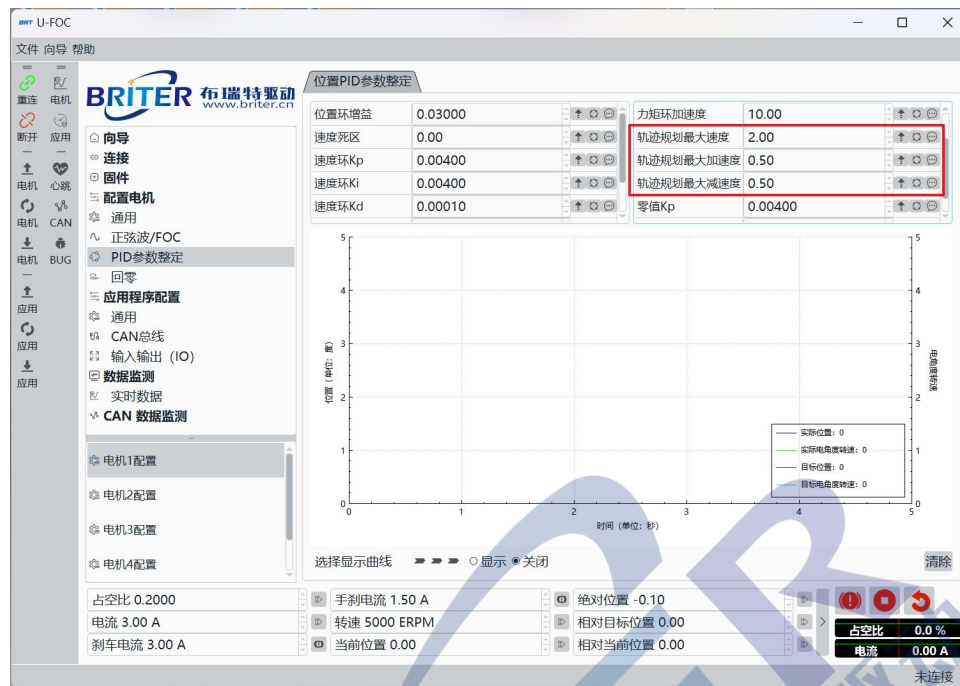 BRT U-FOC
文件 向导 帮助
重连 电机
断开 应用
电机 心跳
电机 CAN
电机 BUG
应用
应用
应用
BRITER 布瑞特驱动
www.briter.cn
向导
连接
固件
配置电机
通用
正弦波/FOC
PID参数整定
回零
应用程序配置
通用
CAN总线
输入输出（IO）
数据监测
实时数据
CAN 数据监测
电机1配置
电机2配置
电机3配置
电机4配置
位置PID参数整定
位置环增益 0.03000 力矩环加速度 10.00
速度死区 0.00 轨迹规划最大速度 2.00
速度环Kp 0.00400 轨迹规划最大加速度 0.50
速度环Ki 0.00400 轨迹规划最大减速度 0.50
速度环Kd 0.00010 零值Kp 0.00400
5 5
4 4
3 3
2 2
1 1
0 0
位置（单位：度）
电角度转速
实际位置：0
实际电角度转速：0
目标位置：0
目标电角度转速：0
0 1 2 3 4 5
时间（单位：秒）
选择显示曲线 显示 关闭 清除
占空比 0.2000 手刹电流 1.50 A 绝对位置 -0.10
电流 3.00 A 转速 5000 ERPM 相对目标位置 0.00
刹车电流 3.00 A 当前位置 0.00 相对当前位置 0.00
占空比 0.0 %
电流 0.00 A
未连接